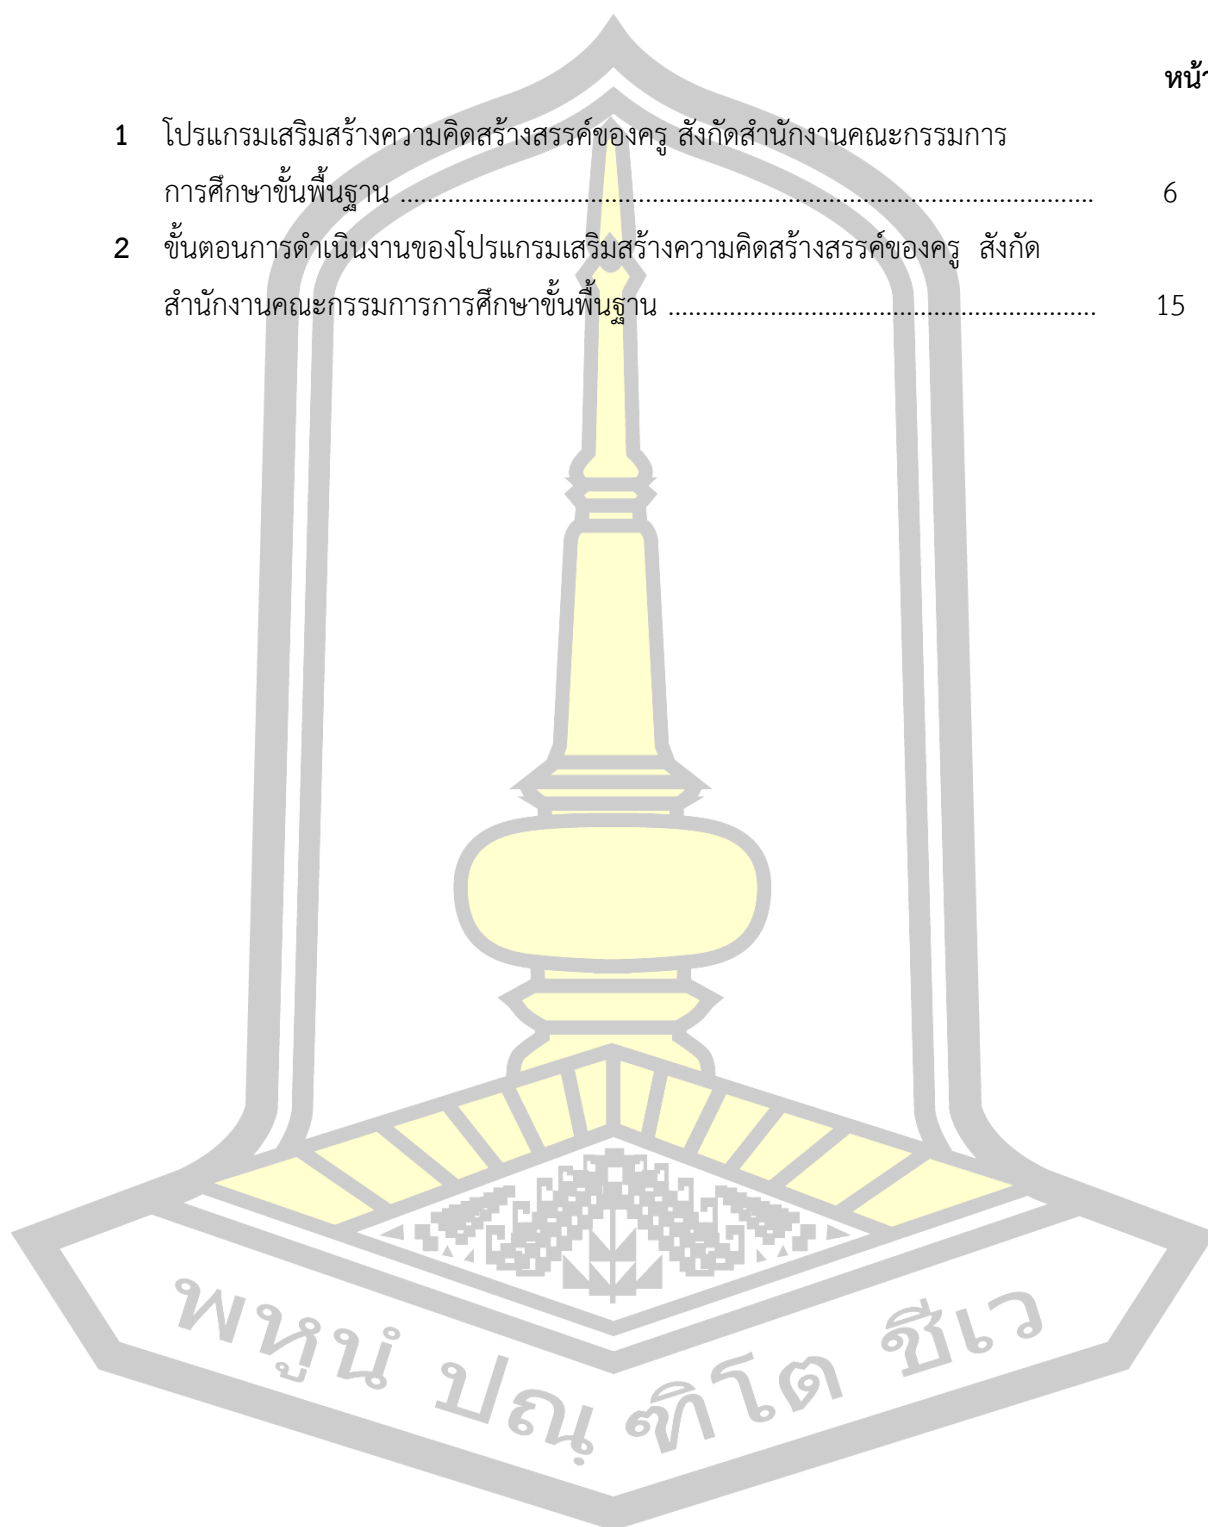 หน้า
1 โปรแกรมเสริมสร้างความคิดสร้างสรรค์ของครู สังกัดสำนักงานคณะกรรมการ
การศึกษาขั้นพื้นฐาน ........................................................................................................ 6
2 ขั้นตอนการดำเนินงานของโปรแกรมเสริมสร้างความคิดสร้างสรรค์ของครู สังกัด
สำนักงานคณะกรรมการการศึกษาขั้นพื้นฐาน ................................................................ 15
พหูนํ ปณฺฑิโต ชีเว